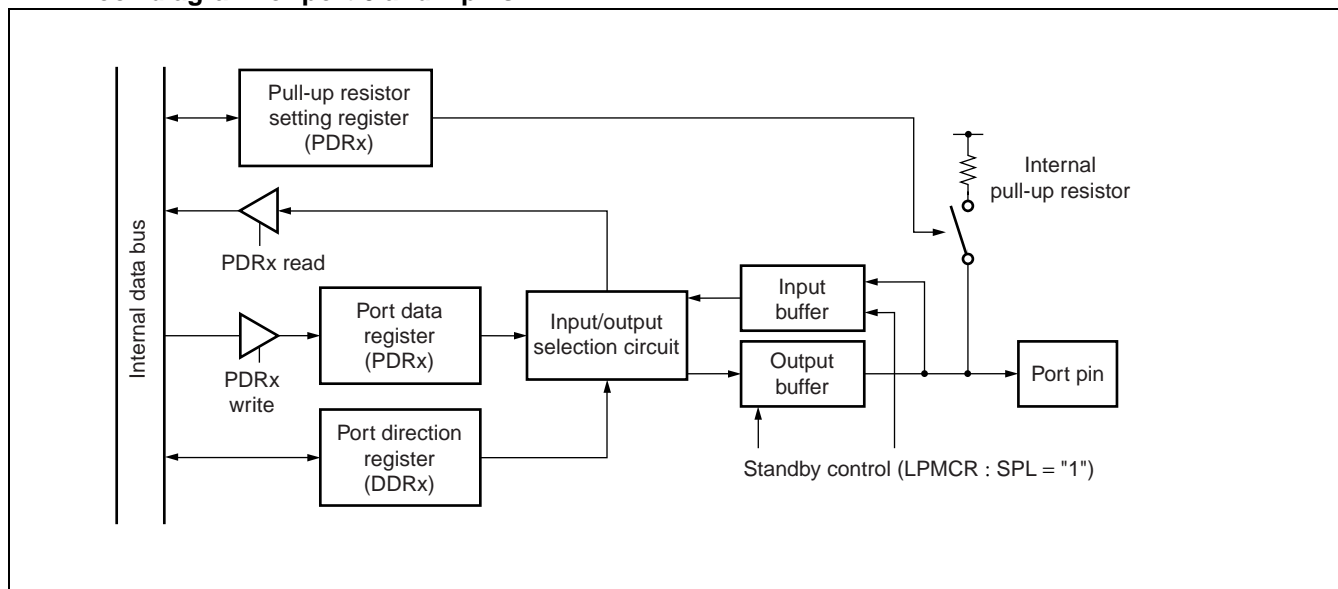 Internal data bus
Pull-up resistor
setting register
(PDRx)
Internal
pull-up resistor
PDRx read
Port data
register
(PDRx)
PDRx
write
Input/output
selection circuit
Input
buffer
Output
buffer
Port pin
Port direction
register
(DDRx)
Standby control (LPMCR : SPL = "1")